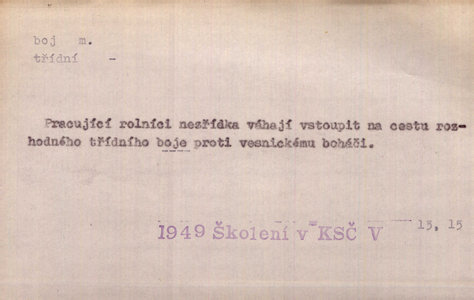 boj m.
třídní -
Pracující rolníci nezřídka váhají vstoupit na cestu roz-
hodného třídního boje proti vesnickému boháči.
1949 Školení v KSČ V 13, 15